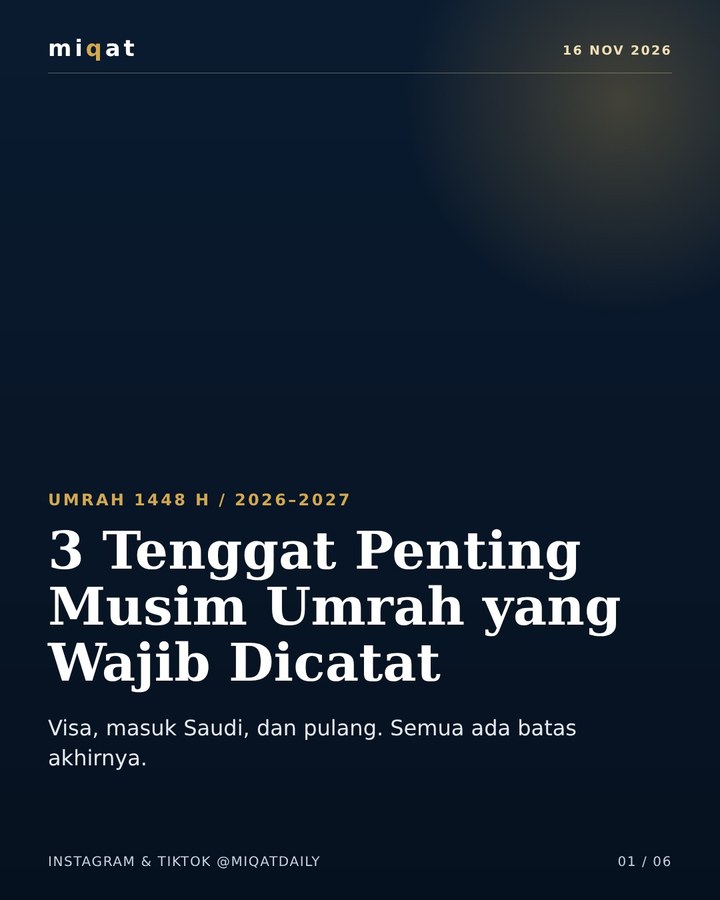 miqat
16 NOV 2026
UMRAH 1448 H / 2026–2027
3 Tenggat Penting
Musim Umrah yang
Wajib Dicatat
Visa, masuk Saudi, dan pulang. Semua ada batas
akhirnya.
INSTAGRAM & TIKTOK @MIQATDAILY
01 / 06